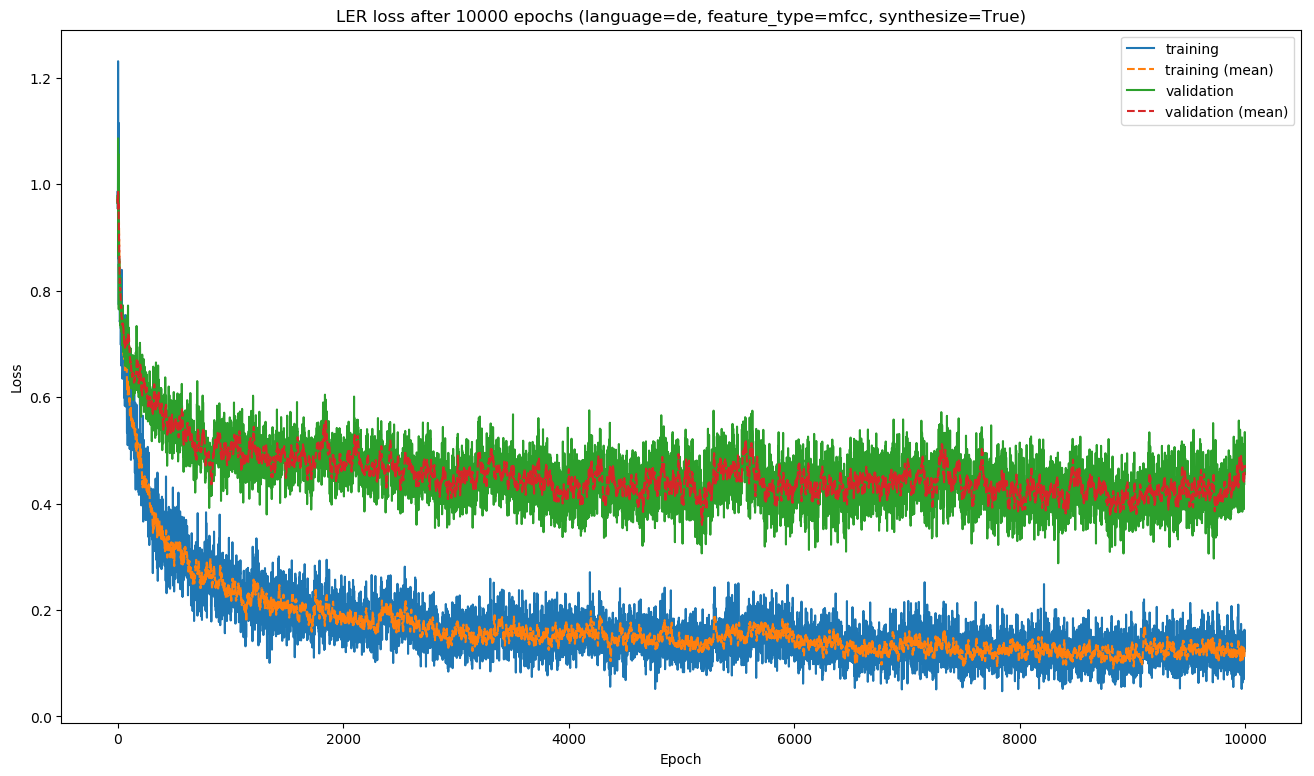 LER loss after 10000 epochs (language=de, feature_type=mfcc, synthesize=True)
training
training (mean)
validation
validation (mean)
1.2
1.0
0.8
0.6
0.4
0.2
0.0
Loss
0
2000
4000
6000
8000
10000
Epoch